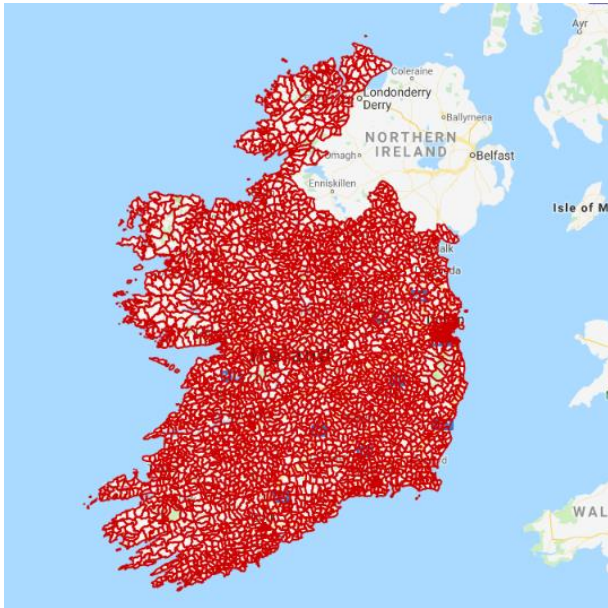 Ayr
Coleraine
Londonderry
Derry
Ballymena
NORTHERN
IRELAND
Omagh
Belfast
Enniskillen
Isle of M
WAL